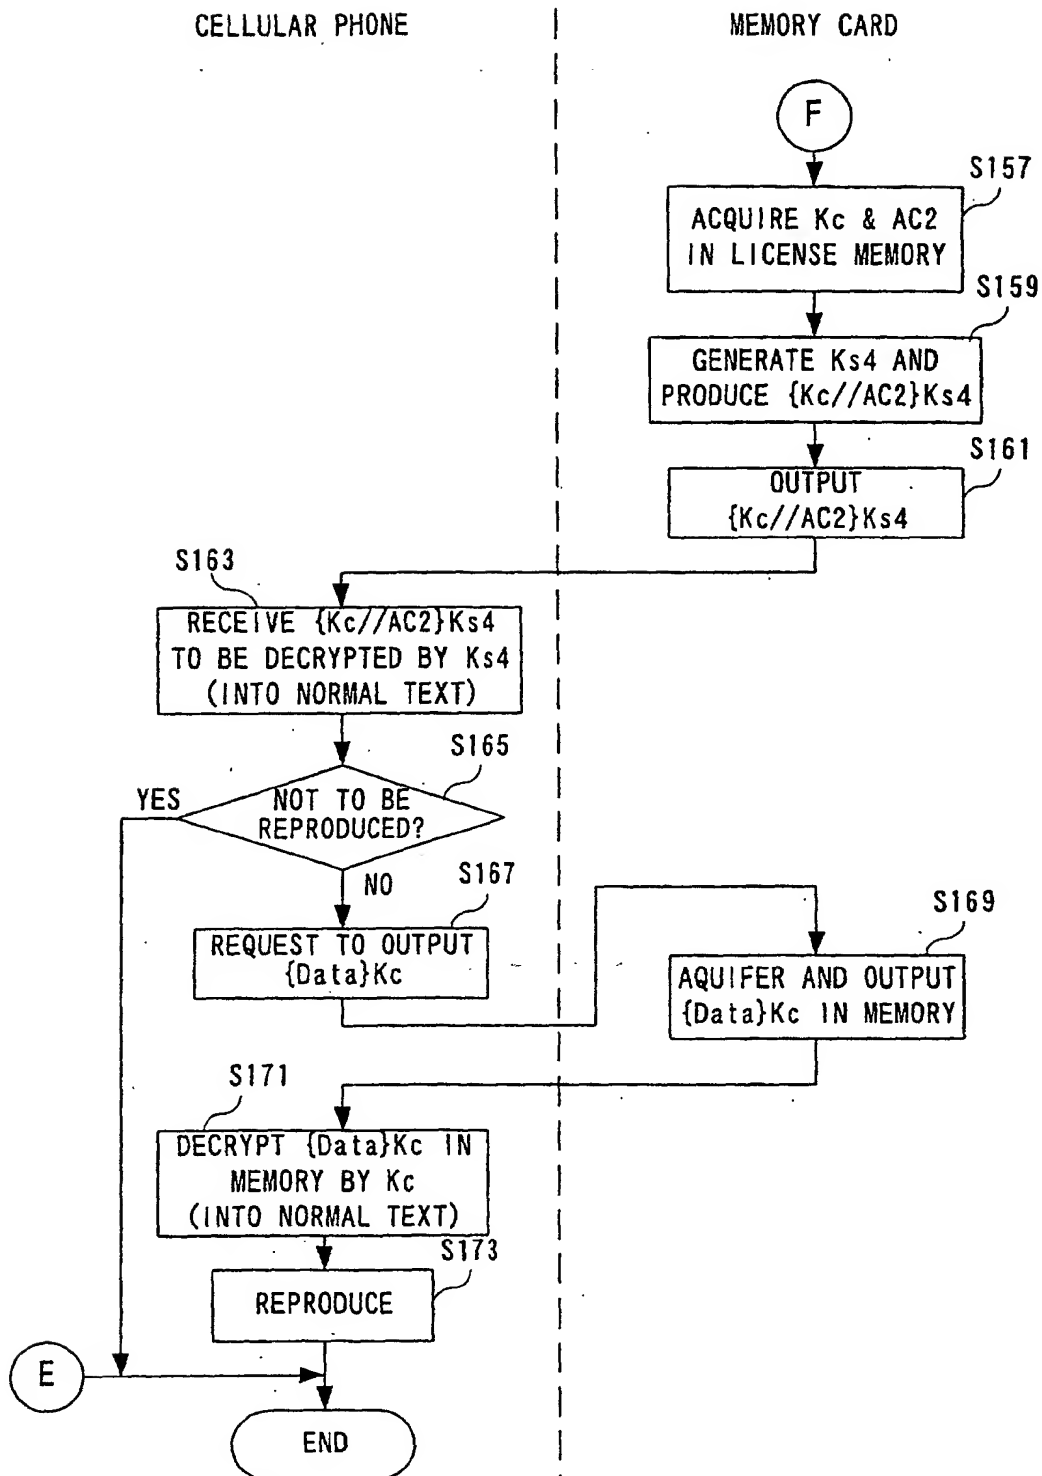 CELLULAR PHONE
MEMORY CARD
F
S157
ACQUIRE Kc & AC2
IN LICENSE MEMORY
S159
GENERATE Ks4 AND
PRODUCE {Kc//AC2}Ks4
S161
OUTPUT
{Kc//AC2}Ks4
S163
RECEIVE {Kc//AC2}Ks4
TO BE DECRYPTED BY Ks4
(INTO NORMAL TEXT)
S165
YES
NOT TO BE
REPRODUCED?
NO
S167
REQUEST TO OUTPUT
{Data}Kc
S169
AQUIFER AND OUTPUT
{Data}Kc IN MEMORY
S171
DECRYPT {Data}Kc IN
MEMORY BY Kc
(INTO NORMAL TEXT)
S173
REPRODUCE
E
END